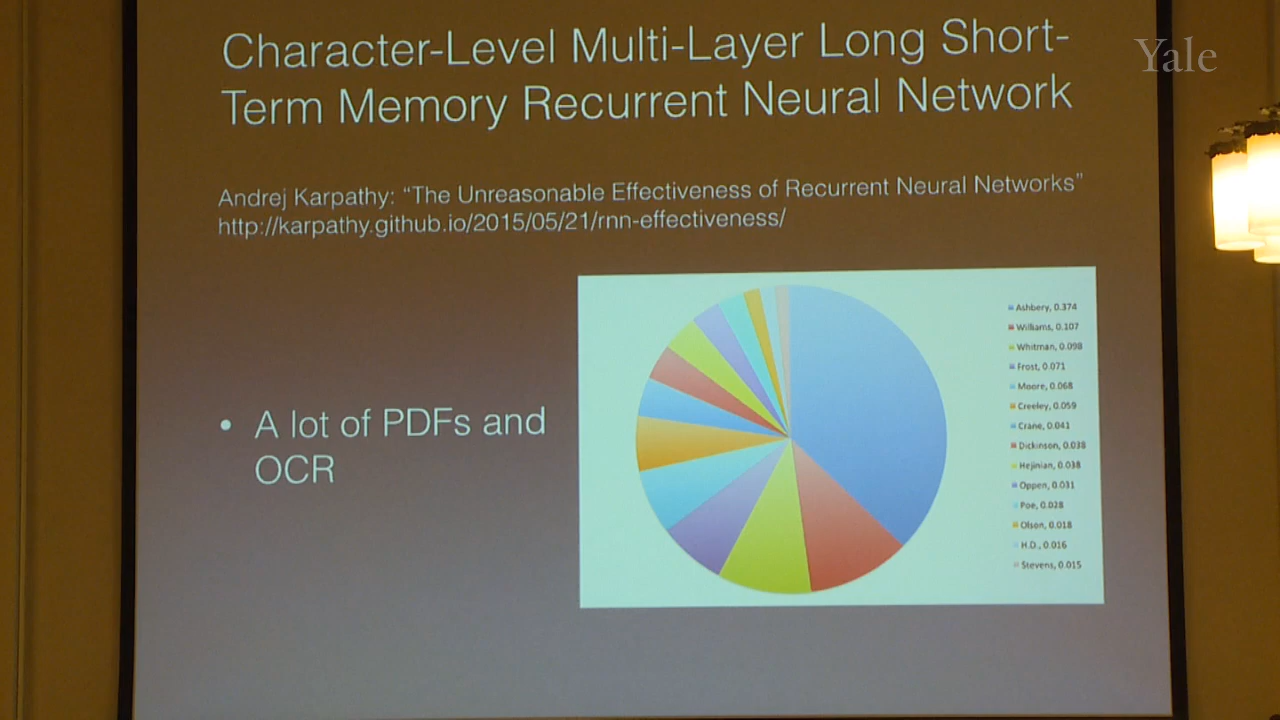 Character-Level Multi-Layer Long Short-
Term Memory Recurrent Neural Network
Yale
Andrej Karpathy: “The Unreasonable Effectiveness of Recurrent Neural Networks”
http://karpathy.github.io/2015/05/21/rnn-effectiveness/
• A lot of PDFs and
OCR
Ashbery, 0.374
Williams, 0.107
Whitman, 0.098
Frost, 0.071
Moore, 0.068
Creeley, 0.059
Crane, 0.041
Dickinson, 0.038
Hejinian, 0.038
Oppen, 0.031
Poe, 0.028
Olson, 0.018
H.D., 0.016
Stevens, 0.015